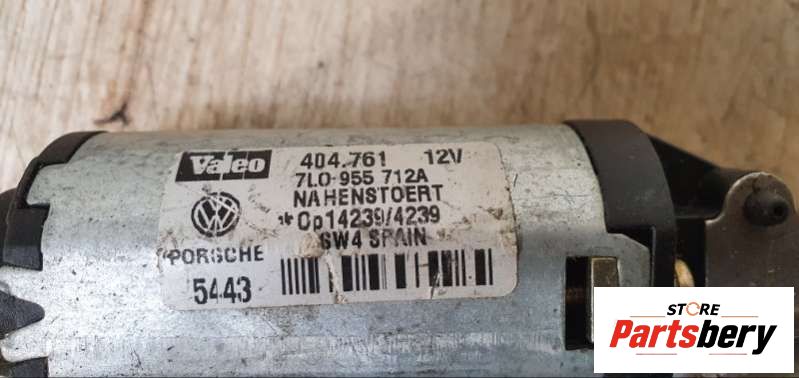 Valeo 404.761 12V
7L0-955 712A
NAHENSTOERT
*Cp14239/4239
SW4 SPAIN
PORSCHE
5443
STORE
Partsbery